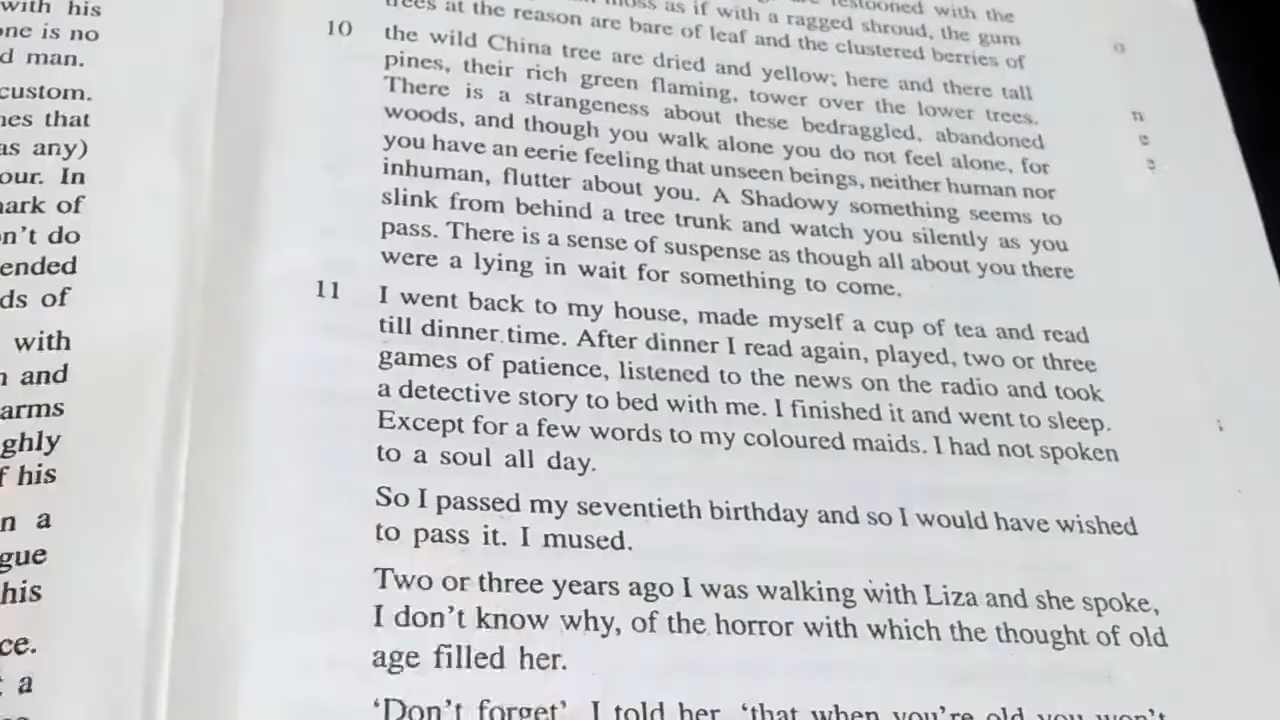 with his
one is no
d man.
custom.
nes that
as any)
our. In
ark of
n't do
ended
ds of
with
and
arms
ghly
f his
n a
gue
his
ce.
a
festooned with the
moss as if with a ragged shroud, the gum
trees at the reason are bare of leaf and the clustered berries of
10 the wild China tree are dried and yellow; here and there tall
pines, their rich green flaming, tower over the lower trees.
There is a strangeness about these bedraggled, abandoned
woods, and though you walk alone you do not feel alone, for
you have an eerie feeling that unseen beings, neither human nor
inhuman, flutter about you. A Shadowy something seems to
slink from behind a tree trunk and watch you silently as you
pass. There is a sense of suspense as though all about you there
were a lying in wait for something to come.
11 I went back to my house, made myself a cup of tea and read
till dinner time. After dinner I read again, played, two or three
games of patience, listened to the news on the radio and took
a detective story to bed with me. I finished it and went to sleep.
Except for a few words to my coloured maids. I had not spoken
to a soul all day.
So I passed my seventieth birthday and so I would have wished
to pass it. I mused.
Two or three years ago I was walking with Liza and she spoke,
I don't know why, of the horror with which the thought of old
age filled her.
'Don't forget', I told her, 'that when you're old you won't